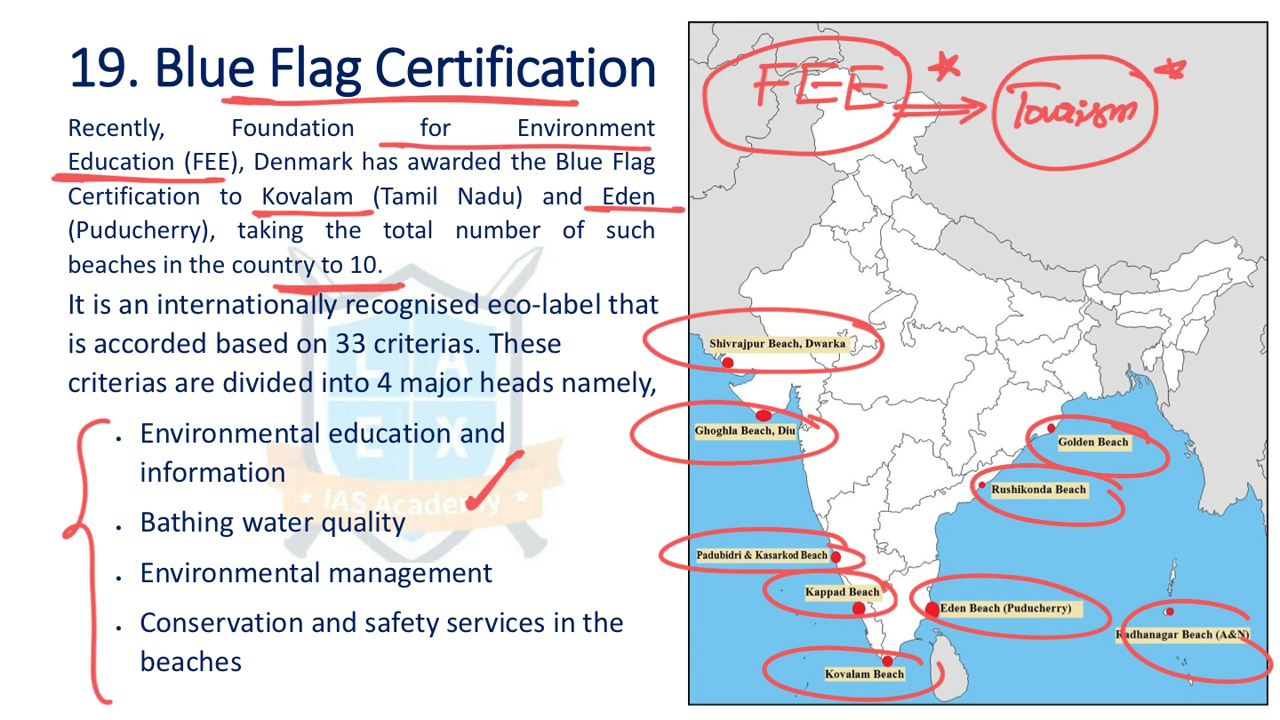 19. Blue Flag Certification
Recently, Foundation for Environment
Education (FEE), Denmark has awarded the Blue Flag
Certification to Kovalam (Tamil Nadu) and Eden
(Puducherry), taking the total number of such
beaches in the country to 10.
It is an internationally recognised eco-label that
is accorded based on 33 criterias. These
criterias are divided into 4 major heads namely,
• Environmental education and
information
• Bathing water quality
• Environmental management
• Conservation and safety services in the
beaches
L A
E X
IAS Academy
FEE
Tourism
Shivrajpur Beach, Dwarka
Ghoghla Beach, Diu
Golden Beach
Rushikonda Beach
Padubidri & Kasarkod Beach
Kappad Beach
Eden Beach (Puducherry)
Radhanagar Beach (A&N)
Kovalam Beach